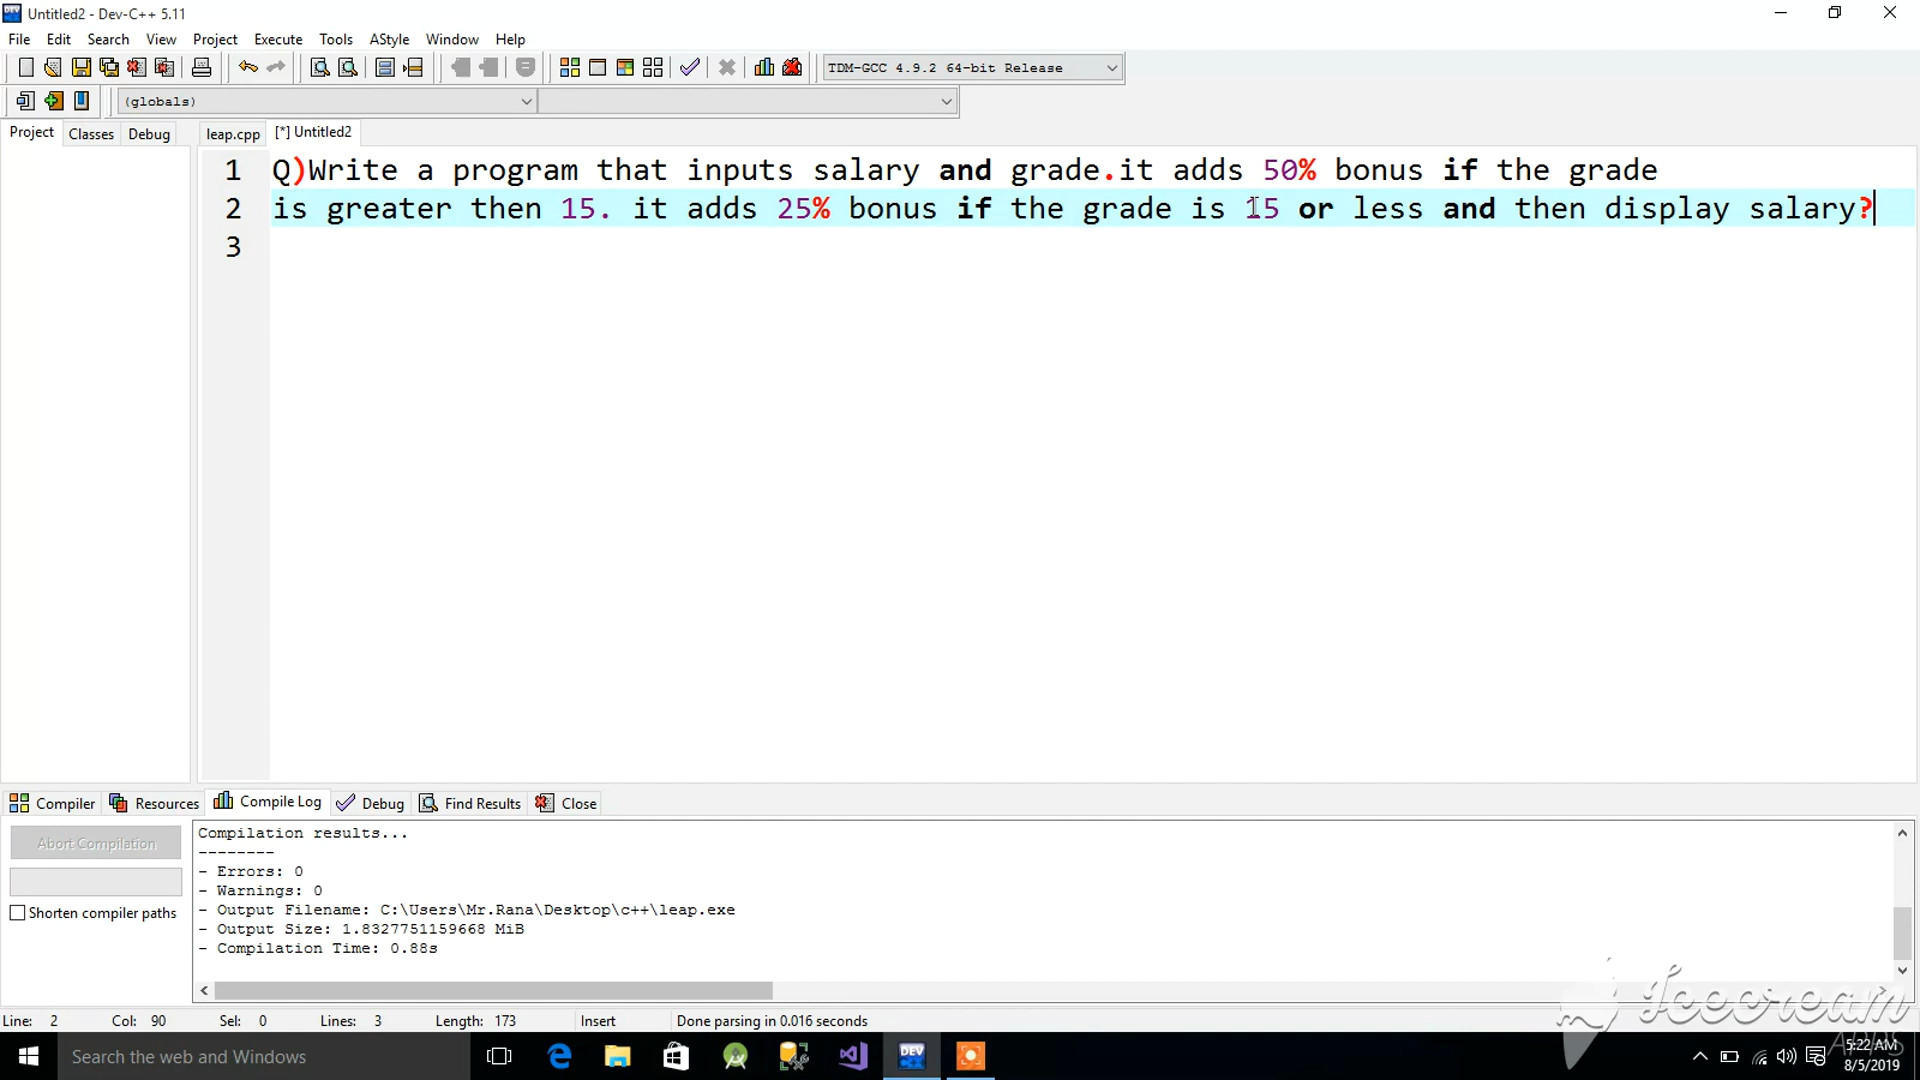 Untitled2 - Dev-C++ 5.11
File Edit Search View Project Execute Tools AStyle Window Help
TDM-GCC 4.9.2 64-bit Release
(globals)
Project Classes Debug leap.cpp [*] Untitled2
1 Q)Write a program that inputs salary and grade.it adds 50% bonus if the grade
2 is greater then 15. it adds 25% bonus if the grade is 15 or less and then display salary?
3
Compiler Resources Compile Log Debug Find Results Close
Abort Compilation
Shorten compiler paths
Compilation results...
--------
- Errors: 0
- Warnings: 0
- Output Filename: C:\Users\Mr.Rana\Desktop\c++\leap.exe
- Output Size: 1.8327751159668 MiB
- Compilation Time: 0.88s
Icecream
APPS
Line: 2 Col: 90 Sel: 0 Lines: 3 Length: 173 Insert Done parsing in 0.016 seconds
Search the web and Windows
DEV
5:22 AM
8/5/2019